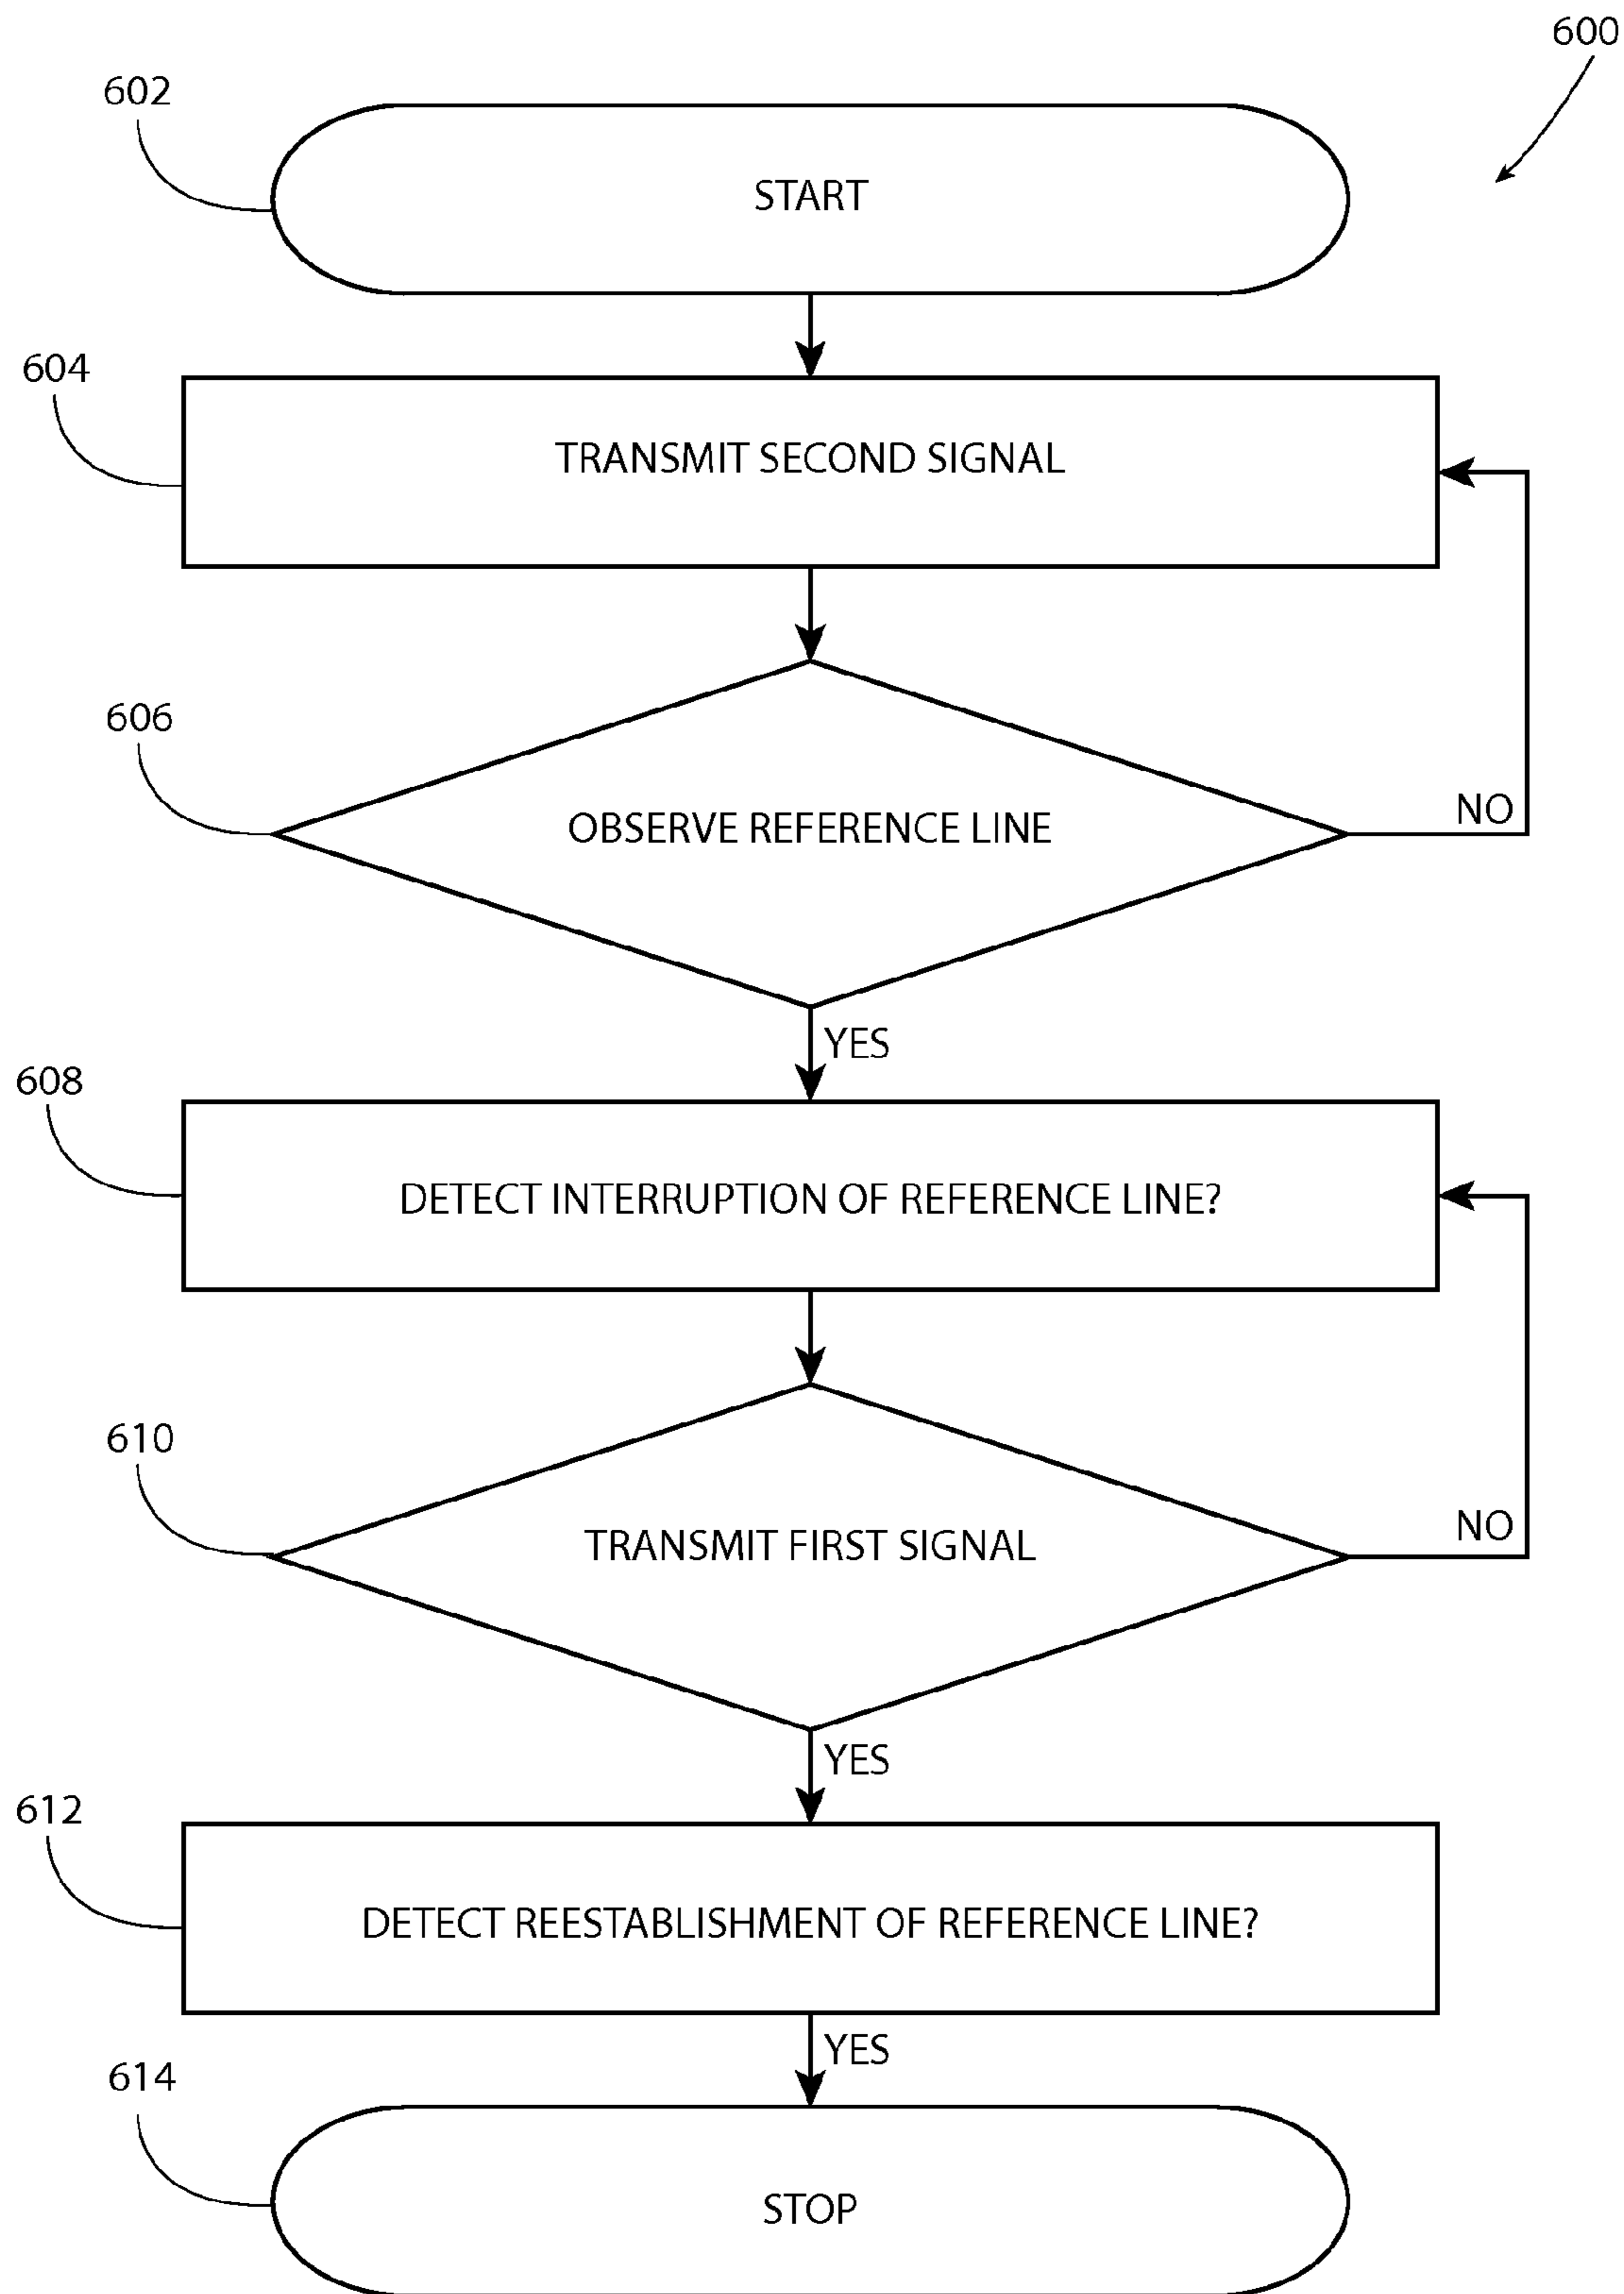 600
602
START
604
TRANSMIT SECOND SIGNAL
606
OBSERVE REFERENCE LINE
NO
YES
608
DETECT INTERRUPTION OF REFERENCE LINE?
610
TRANSMIT FIRST SIGNAL
NO
YES
612
DETECT REESTABLISHMENT OF REFERENCE LINE?
YES
614
STOP